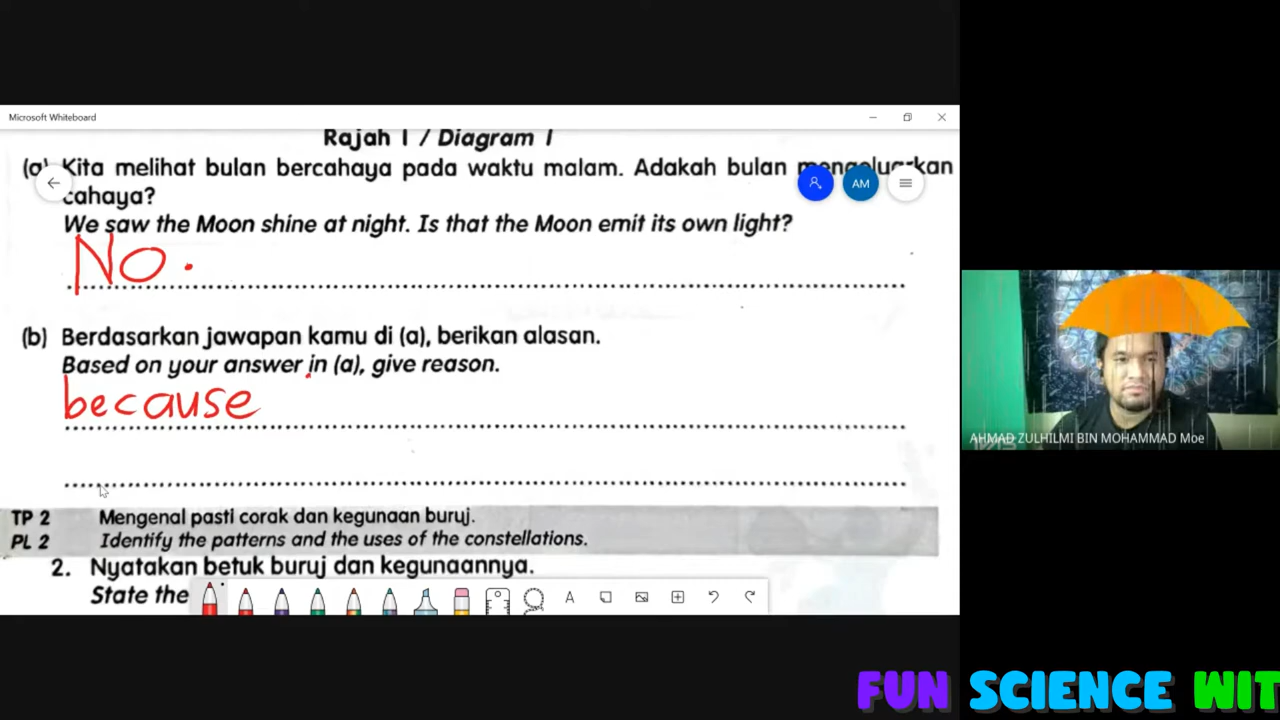 Microsoft Whiteboard
Rajah 1 / Diagram 1
(a) Kita melihat bulan bercahaya pada waktu malam. Adakah bulan mengeluarkan
cahaya?
We saw the Moon shine at night. Is that the Moon emit its own light?
AM
No.
(b) Berdasarkan jawapan kamu di (a), berikan alasan.
Based on your answer in (a), give reason.
because
AHMAD ZULHILMI BIN MOHAMMAD Moe
TP 2 Mengenal pasti corak dan kegunaan buruj.
PL 2 Identify the patterns and the uses of the constellations.
2. Nyatakan betuk buruj dan kegunaannya.
State the
A
FUN SCIENCE WIT